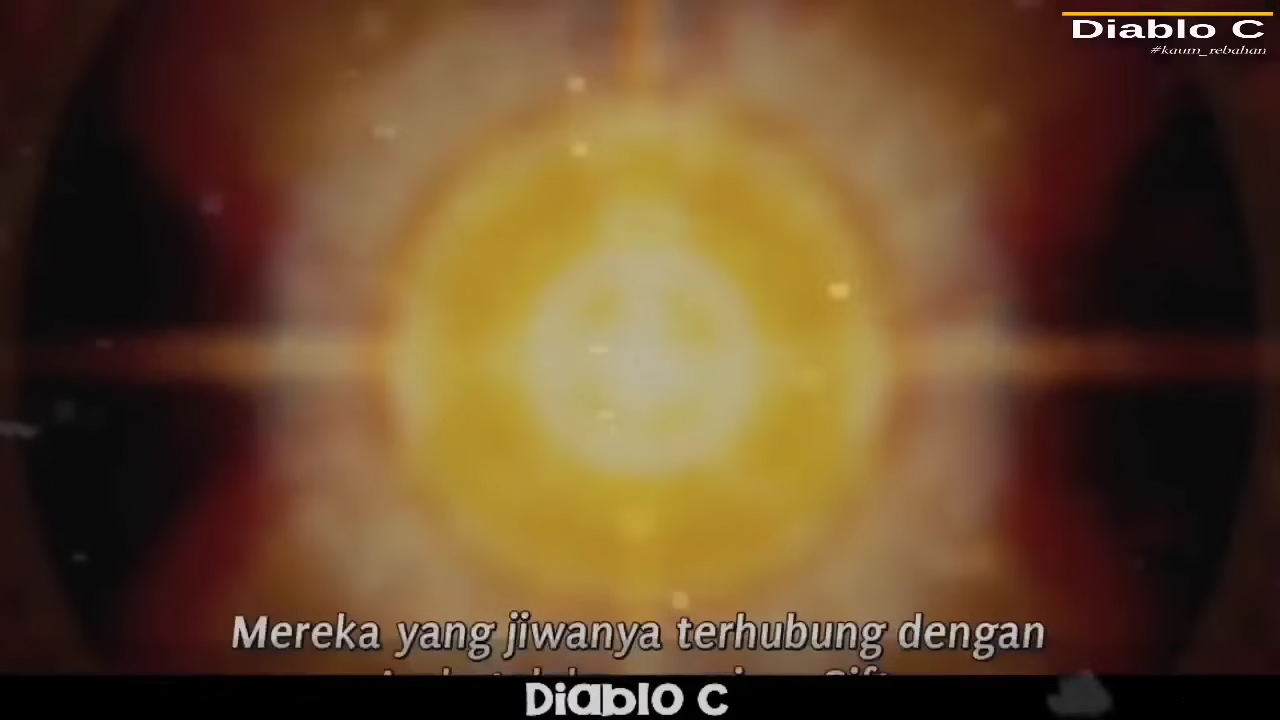 Diablo C
#kaum_rebahan
Mereka yang jiwanya terhubung dengan
Diablo C